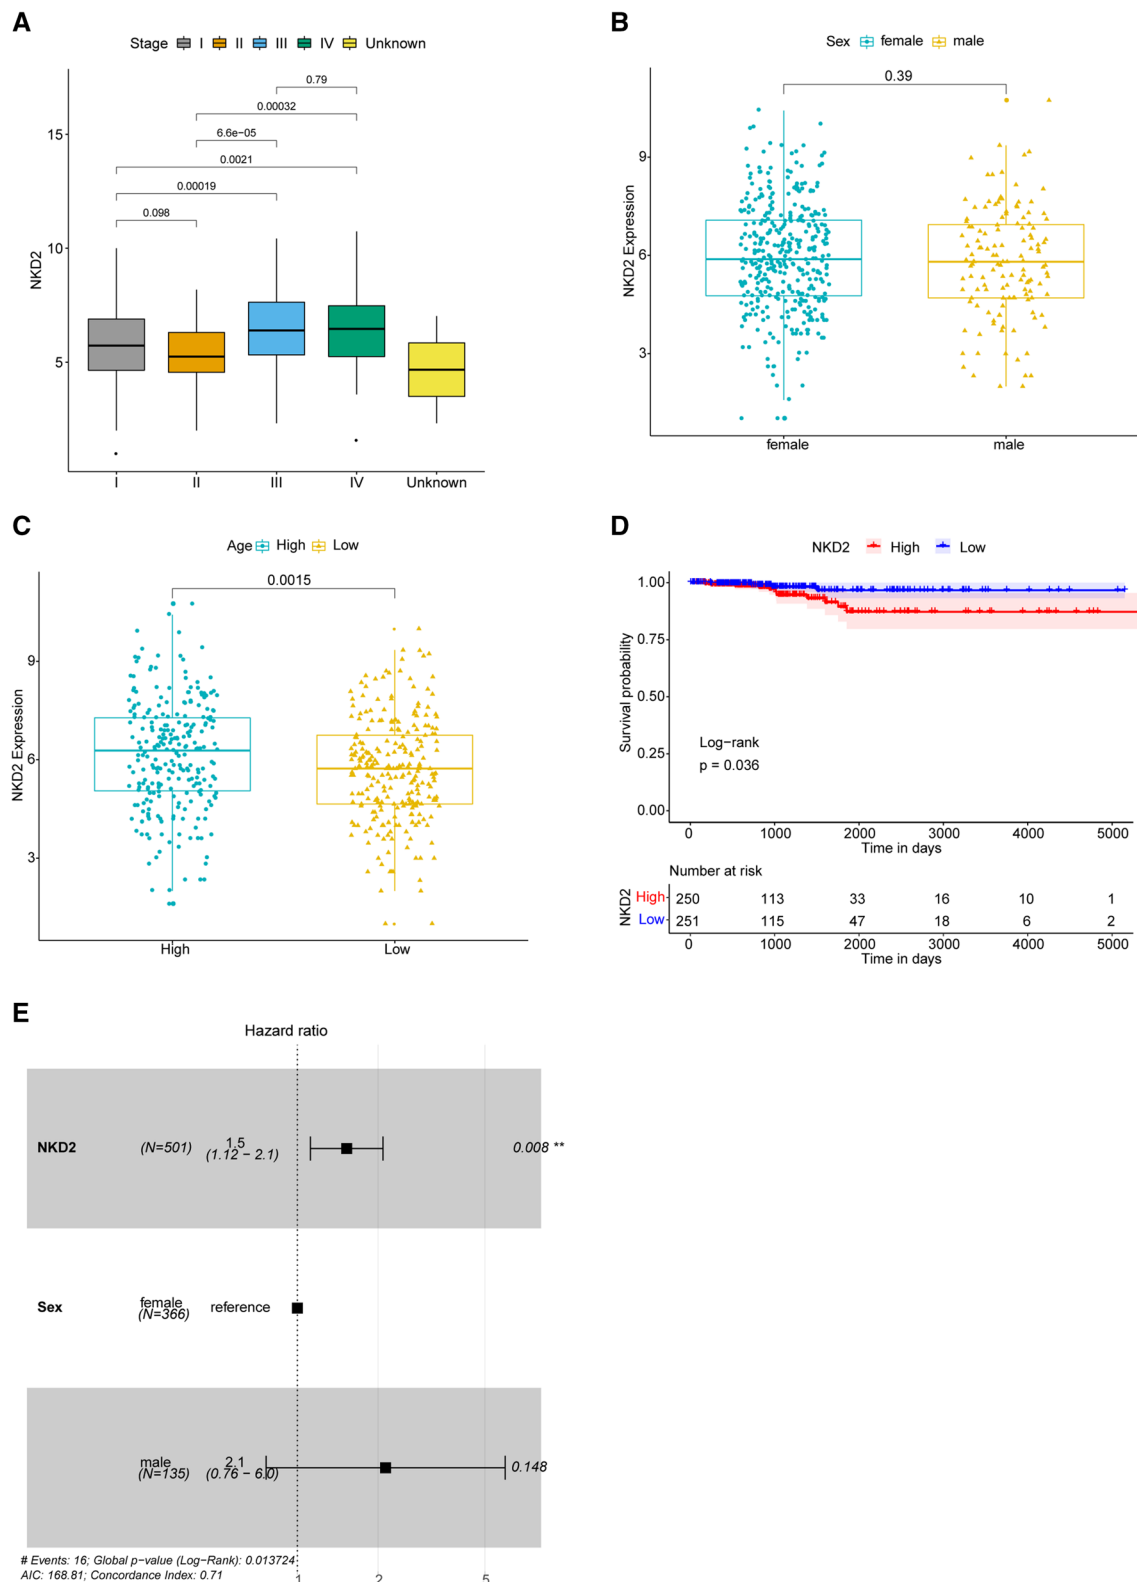 A
Stage I II III IV Unknown
0.79
0.00032
6.6e−05
0.0021
0.00019
0.098
15
10
5
NKD2
I II III IV Unknown
B
Sex female male
0.39
9
6
3
NKD2 Expression
female male
C
Age High Low
0.0015
9
6
3
NKD2 Expression
High Low
D
NKD2 High Low
1.00
0.75
0.50
0.25
0.00
Survival probability
Log−rank
p = 0.036
0 1000 2000 3000 4000 5000
Time in days
Number at risk
NKD2
High 250 113 33 16 10 1
Low 251 115 47 18 6 2
0 1000 2000 3000 4000 5000
Time in days
E
Hazard ratio
NKD2 (N=501) 1.5 0.008 **
(1.12 − 2.1)
Sex female reference
(N=366)
male 2.1 0.148
(N=135) (0.76 − 6.0)
# Events: 16; Global p−value (Log−Rank): 0.013724
AIC: 168.81; Concordance Index: 0.71
1 2 5